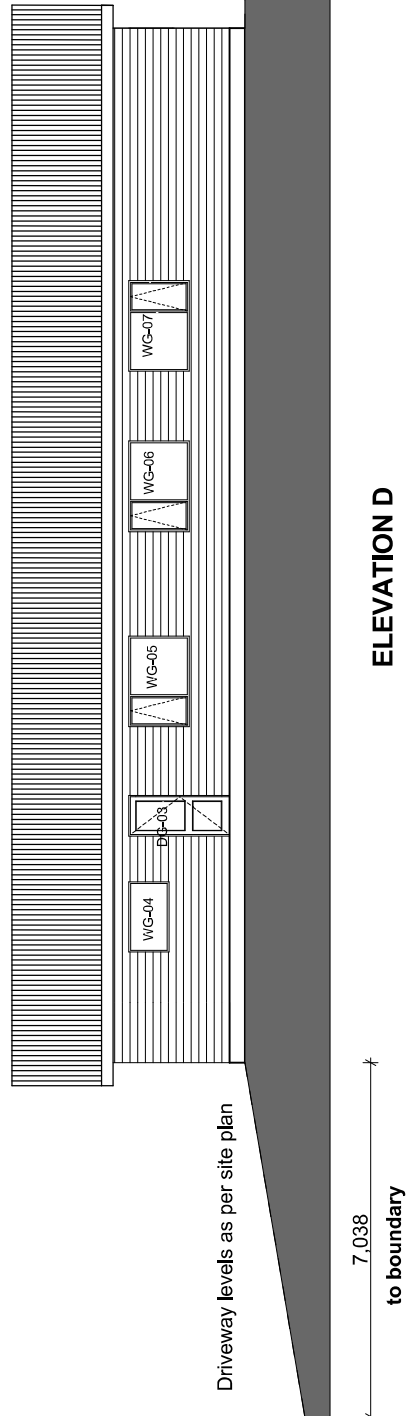 Driveway levels as per site plan
WG-04
DG-03
WG-05
WG-06
WG-07
7,038
to boundary
ELEVATION D